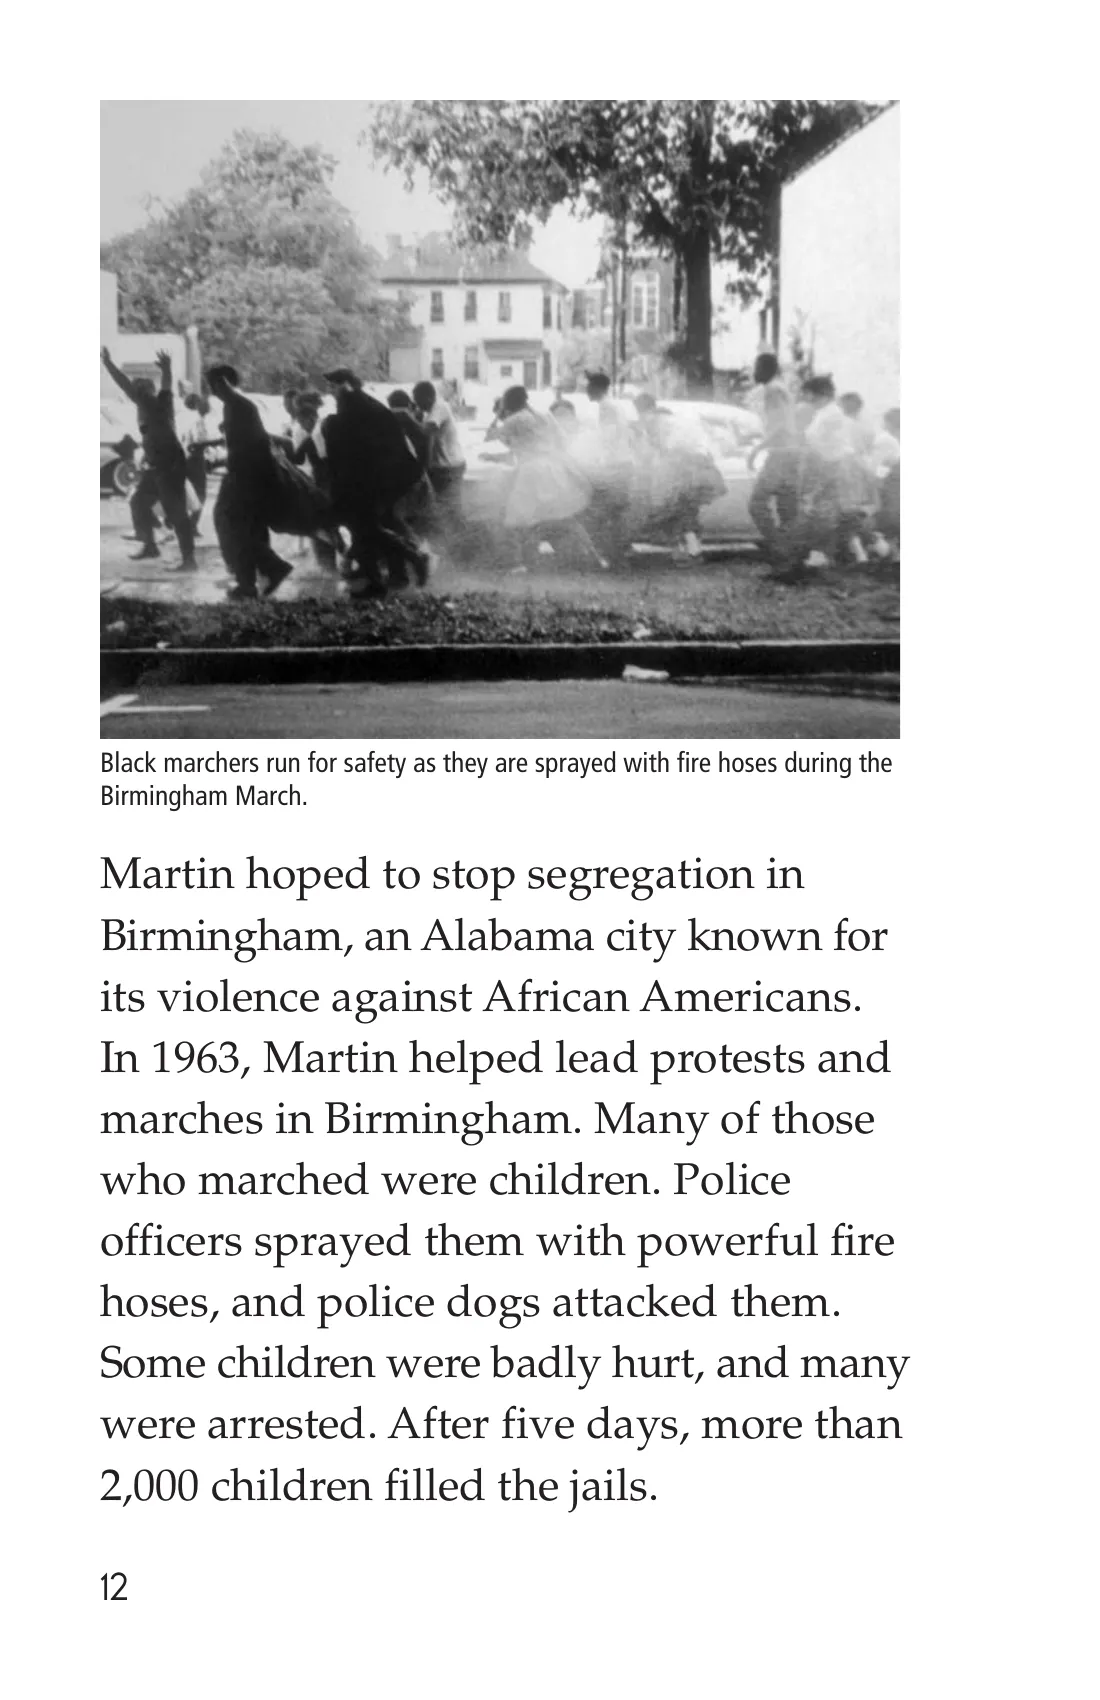 Black marchers run for safety as they are sprayed with fire hoses during the
Birmingham March.
Martin hoped to stop segregation in
Birmingham, an Alabama city known for
its violence against African Americans.
In 1963, Martin helped lead protests and
marches in Birmingham. Many of those
who marched were children. Police
officers sprayed them with powerful fire
hoses, and police dogs attacked them.
Some children were badly hurt, and many
were arrested. After five days, more than
2,000 children filled the jails.
12